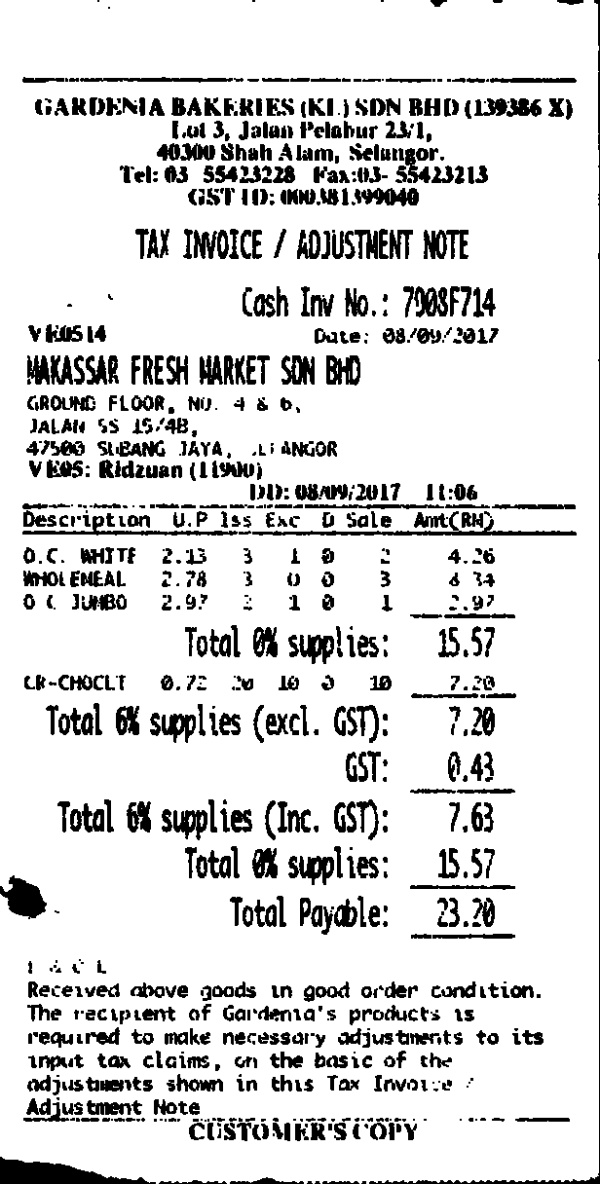 GARDENIA BAKERIES (KL) SDN BHD (139386 X)
Lot 3, Jalan Pelabur 23/1,
40300 Shah Alam, Selangor.
Tel: 03 55423228 Fax:03- 55423213
GST ID: 000381399040
TAX INVOICE / ADJUSTMENT NOTE
Cash Inv No.: 7908F714
VE0514 Date: 08/09/2017
MAKASSAR FRESH MARKET SDN BHD
GROUND FLOOR, NO. 4 & 6,
JALAN SS 15/4B,
47500 SUBANG JAYA,
VE05: Ridzuan (11900)
DD: 08/09/2017 11:06
Description U.P Iss Exc D Sale Amt(RM)
O.C. WHITE 2.13 3 1 0 2 4.26
WHOLEMEAL 2.78 3 0 0 3 8.34
O C JUMBO 2.97 2 1 0 1 2.97
Total 0% supplies: 15.57
CR-CHOCLT 0.72 20 10 0 10 7.20
Total 6% supplies (excl. GST): 7.20
GST: 0.43
Total 6% supplies (Inc. GST): 7.63
Total 0% supplies: 15.57
Total Payable: 23.20
Received above goods in good order condition.
The recipient of Gardenia's products is
required to make necessary adjustments to its
input tax claims, on the basic of the
adjustments shown in this Tax Invoice /
Adjustment Note
CUSTOMER'S COPY